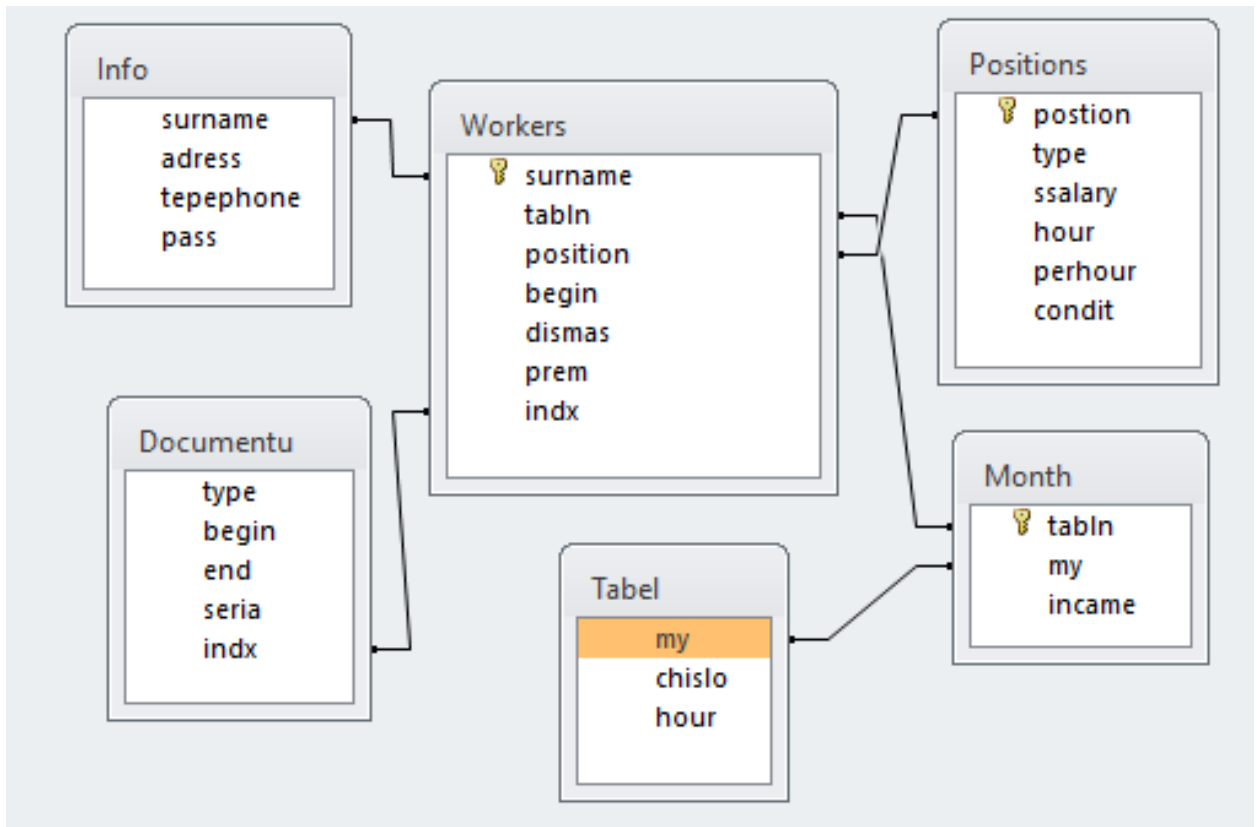 Info
surname
adress
tepephone
pass
Workers
surname
tabln
position
begin
dismas
prem
indx
Positions
postion
type
ssalary
hour
perhour
condit
Documentu
type
begin
end
seria
indx
Tabel
my
chislo
hour
Month
tabln
my
incame